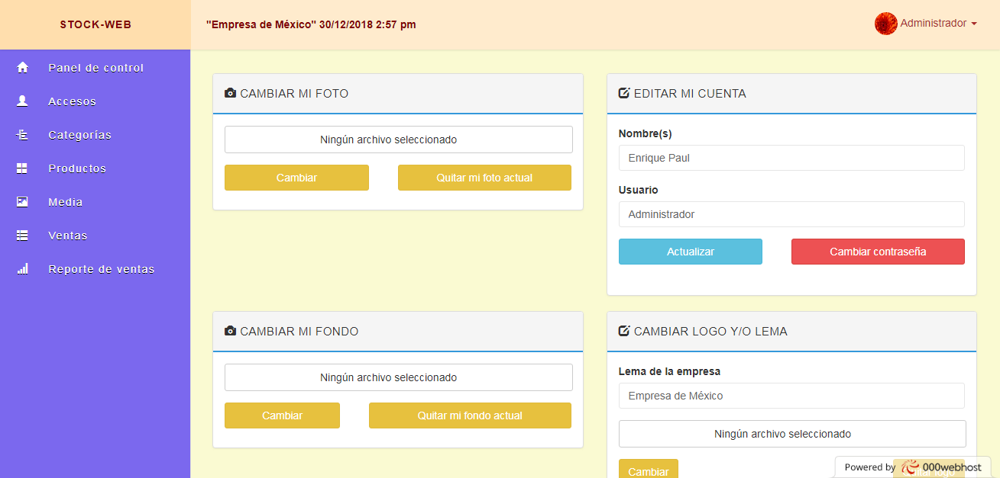 STOCK-WEB
"Empresa de México" 30/12/2018 2:57 pm
Administrador
Panel de control
Accesos
Categorías
Productos
Media
Ventas
Reporte de ventas
CAMBIAR MI FOTO
Ningún archivo seleccionado
Cambiar
Quitar mi foto actual
EDITAR MI CUENTA
Nombre(s)
Enrique Paul
Usuario
Administrador
Actualizar
Cambiar contraseña
CAMBIAR MI FONDO
Ningún archivo seleccionado
Cambiar
Quitar mi fondo actual
CAMBIAR LOGO Y/O LEMA
Lema de la empresa
Empresa de México
Ningún archivo seleccionado
Cambiar
Quitar logo
Powered by 000webhost